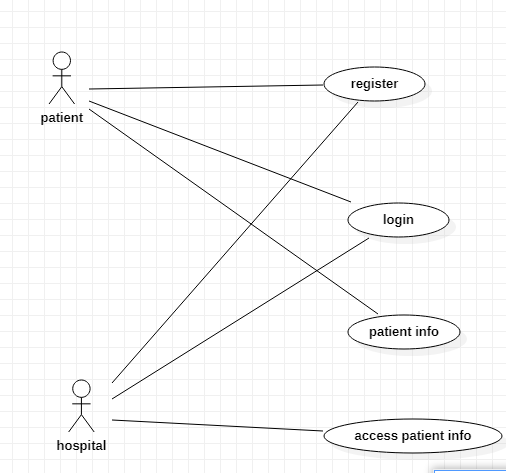 register
patient
login
patient info
access patient info
hospital